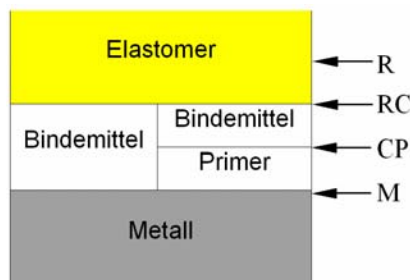 Elastomer
R
RC
Bindemittel
Bindemittel
CP
Primer
M
Metall